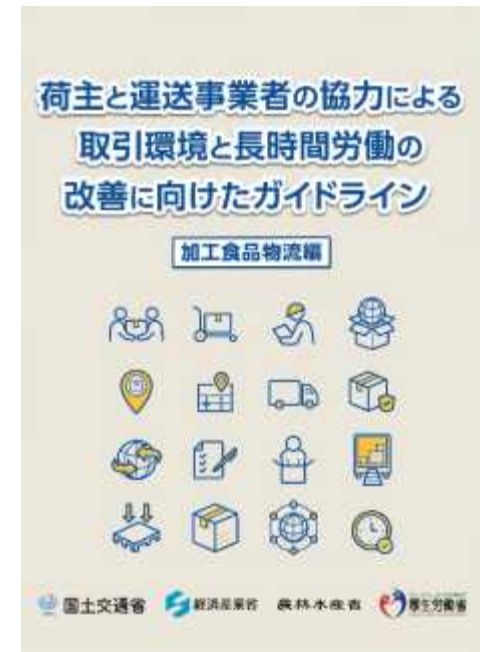 荷主と運送事業者の協力による
取引環境と長時間労働の
改善に向けたガイドライン
加工食品物流編
国土交通省 経済産業省 農林水産省 厚生労働省